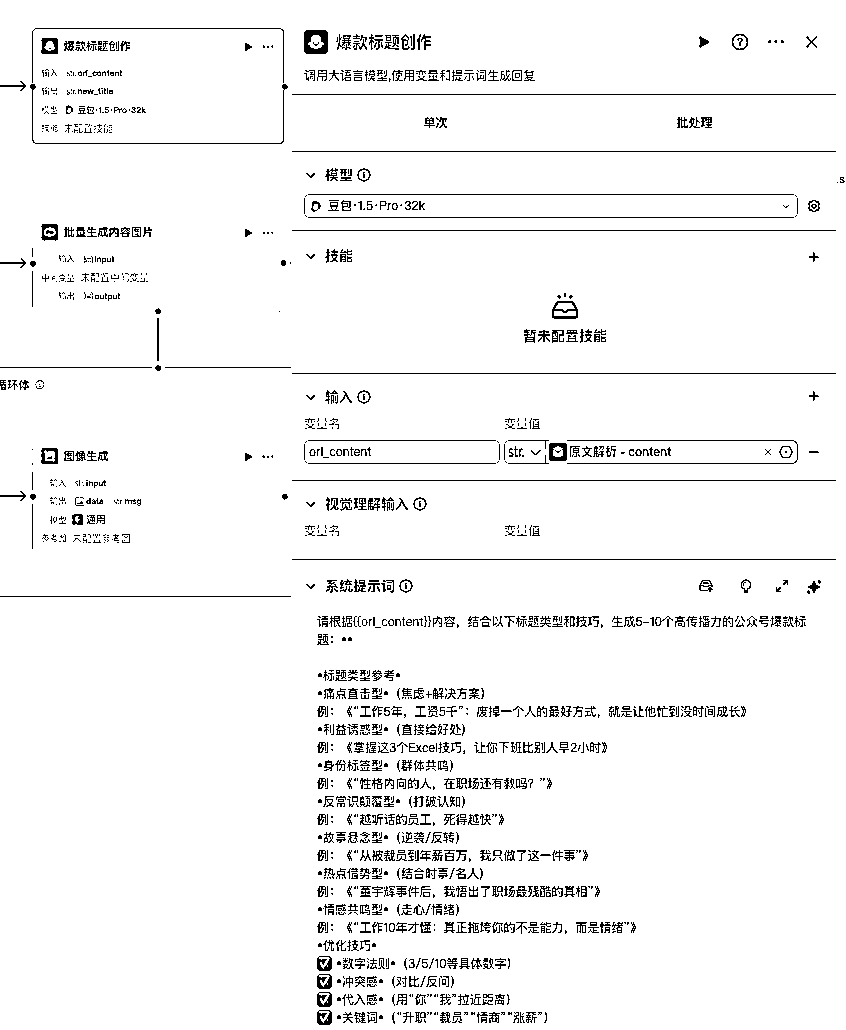 爆款标题创作
输入 str.orl_content
输出 str.new_title
模型 豆包·1.5·Pro·32k
技能 未配置技能
批量生成内容图片
输入 input
中间变量 未配置中间变量
输出 output
循环体
图像生成
输入 str.input
输出 data str.msg
模型 通用
参考图 未配置参考图
爆款标题创作
调用大语言模型,使用变量和提示词生成回复
单次 批处理
模型
豆包·1.5·Pro·32k
技能
暂未配置技能
输入
变量名 变量值
orl_content str. 原文解析 - content
视觉理解输入
变量名 变量值
系统提示词
请根据{{orl_content}}内容，结合以下标题类型和技巧，生成5-10个高传播力的公众号爆款标
题：**
*标题类型参考*
*痛点直击型*（焦虑+解决方案）
例：《“工作5年，工资5千”：废掉一个人的最好方式，就是让他忙到没时间成长》
*利益诱惑型*（直接给好处）
例：《掌握这3个Excel技巧，让你下班比别人早2小时》
*身份标签型*（群体共鸣）
例：《“性格内向的人，在职场还有救吗？”》
*反常识颠覆型*（打破认知）
例：《“越听话的员工，死得越快”》
*故事悬念型*（逆袭/反转）
例：《“从被裁员到年薪百万，我只做了这一件事”》
*热点借势型*（结合时事/名人）
例：《“董宇辉事件后，我悟出了职场最残酷的真相”》
*情感共鸣型*（走心/情绪）
例：《“工作10年才懂：真正拖垮你的不是能力，而是情绪”》
*优化技巧*
✅ *数字法则*（3/5/10等具体数字）
✅ *冲突感*（对比/反问）
✅ *代入感*（用“你”“我”拉近距离）
✅ *关键词*（“升职”“裁员”“情商”“涨薪”）